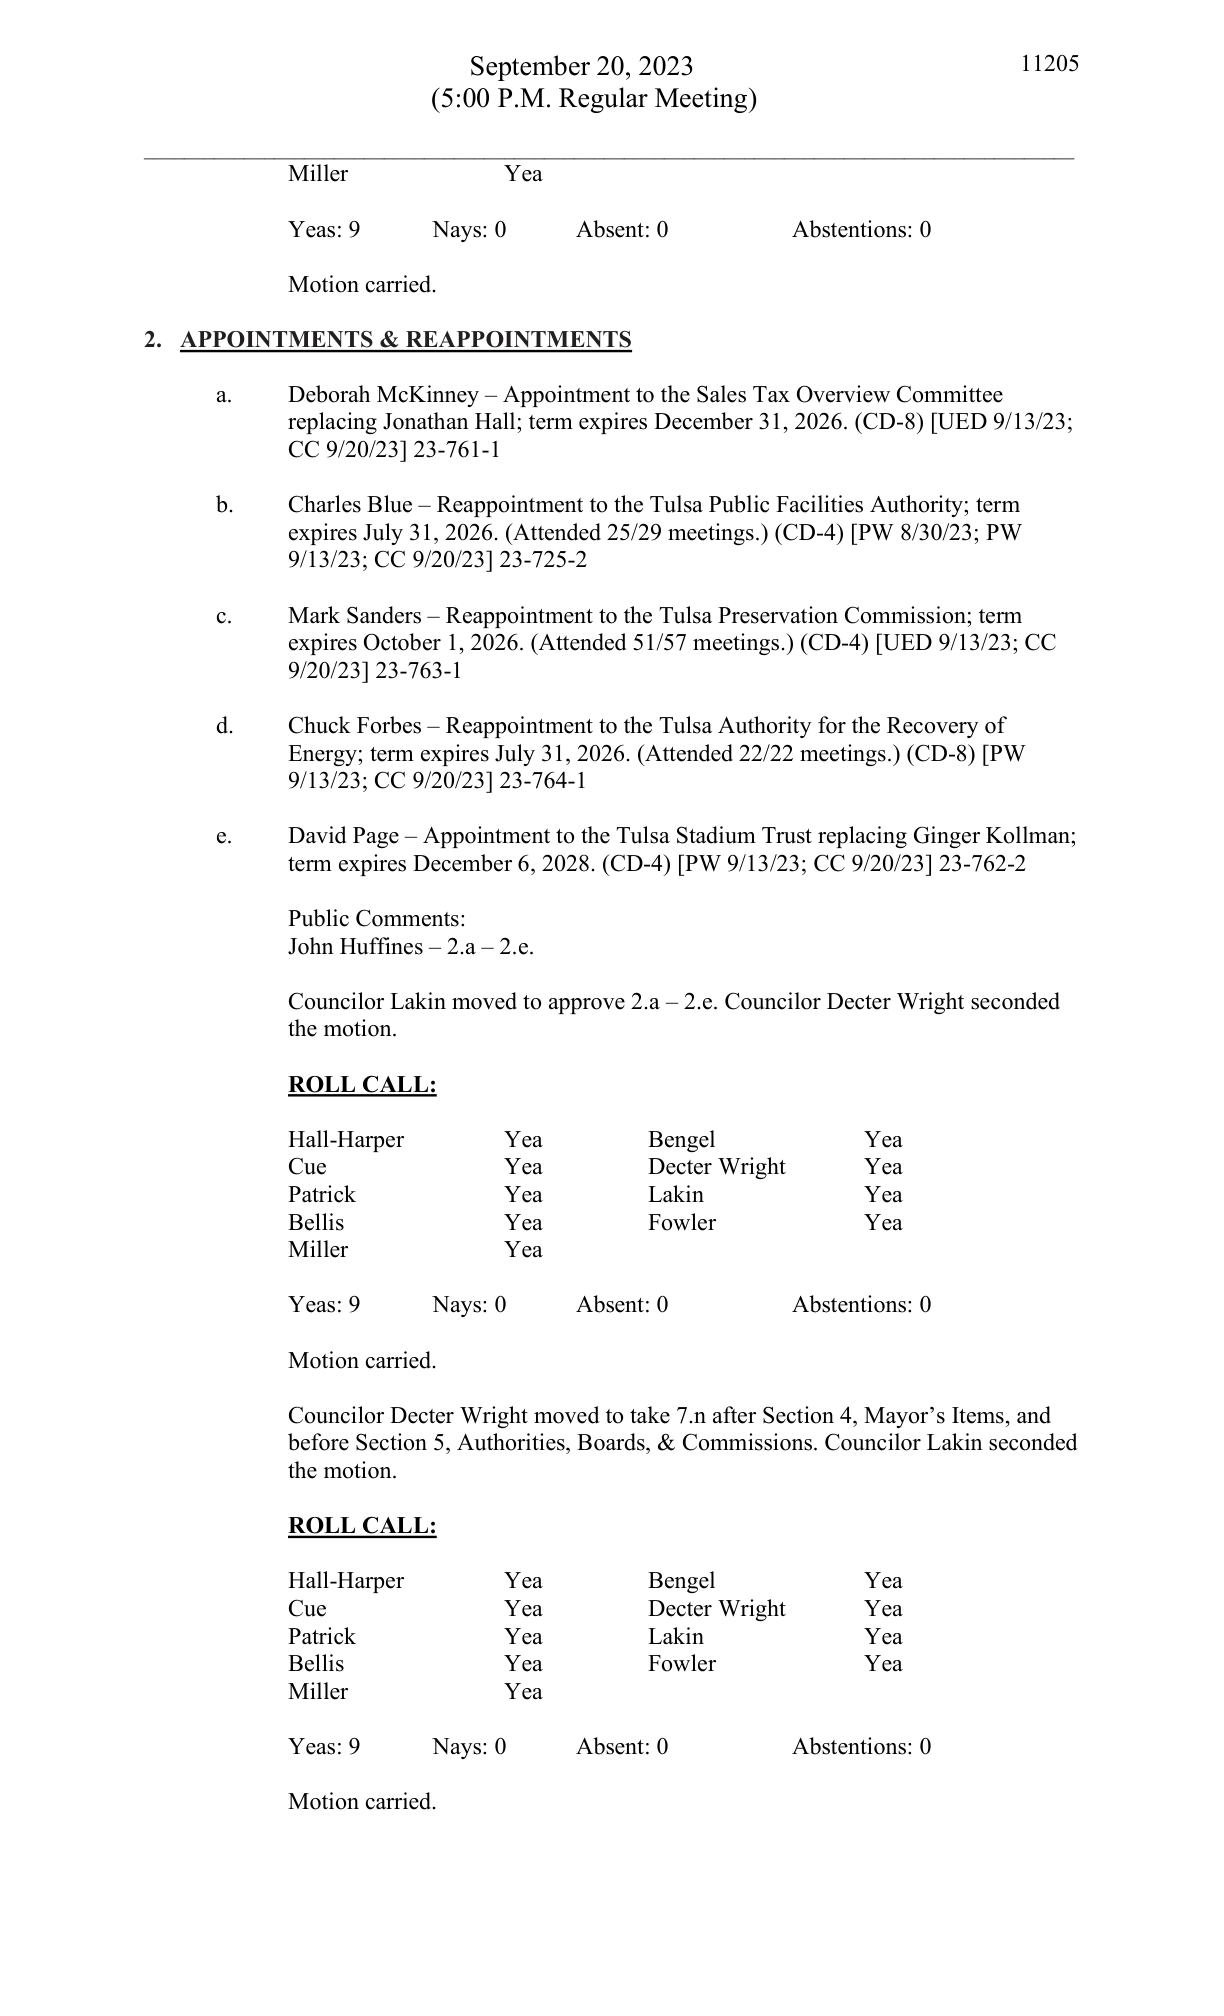 September 20, 2023
11205
(5:00 P.M. Regular Meeting)
Miller Yea
Yeas: 9 Nays: 0 Absent: 0 Abstentions: 0
Motion carried.
2. APPOINTMENTS & REAPPOINTMENTS
a. Deborah McKinney – Appointment to the Sales Tax Overview Committee
replacing Jonathan Hall; term expires December 31, 2026. (CD-8) [UED 9/13/23;
CC 9/20/23] 23-761-1
b. Charles Blue – Reappointment to the Tulsa Public Facilities Authority; term
expires July 31, 2026. (Attended 25/29 meetings.) (CD-4) [PW 8/30/23; PW
9/13/23; CC 9/20/23] 23-725-2
c. Mark Sanders – Reappointment to the Tulsa Preservation Commission; term
expires October 1, 2026. (Attended 51/57 meetings.) (CD-4) [UED 9/13/23; CC
9/20/23] 23-763-1
d. Chuck Forbes – Reappointment to the Tulsa Authority for the Recovery of
Energy; term expires July 31, 2026. (Attended 22/22 meetings.) (CD-8) [PW
9/13/23; CC 9/20/23] 23-764-1
e. David Page – Appointment to the Tulsa Stadium Trust replacing Ginger Kollman;
term expires December 6, 2028. (CD-4) [PW 9/13/23; CC 9/20/23] 23-762-2
Public Comments:
John Huffines – 2.a – 2.e.
Councilor Lakin moved to approve 2.a – 2.e. Councilor Decter Wright seconded
the motion.
ROLL CALL:
Hall-Harper Yea Bengel Yea
Cue Yea Decter Wright Yea
Patrick Yea Lakin Yea
Bellis Yea Fowler Yea
Miller Yea
Yeas: 9 Nays: 0 Absent: 0 Abstentions: 0
Motion carried.
Councilor Decter Wright moved to take 7.n after Section 4, Mayor’s Items, and
before Section 5, Authorities, Boards, & Commissions. Councilor Lakin seconded
the motion.
ROLL CALL:
Hall-Harper Yea Bengel Yea
Cue Yea Decter Wright Yea
Patrick Yea Lakin Yea
Bellis Yea Fowler Yea
Miller Yea
Yeas: 9 Nays: 0 Absent: 0 Abstentions: 0
Motion carried.